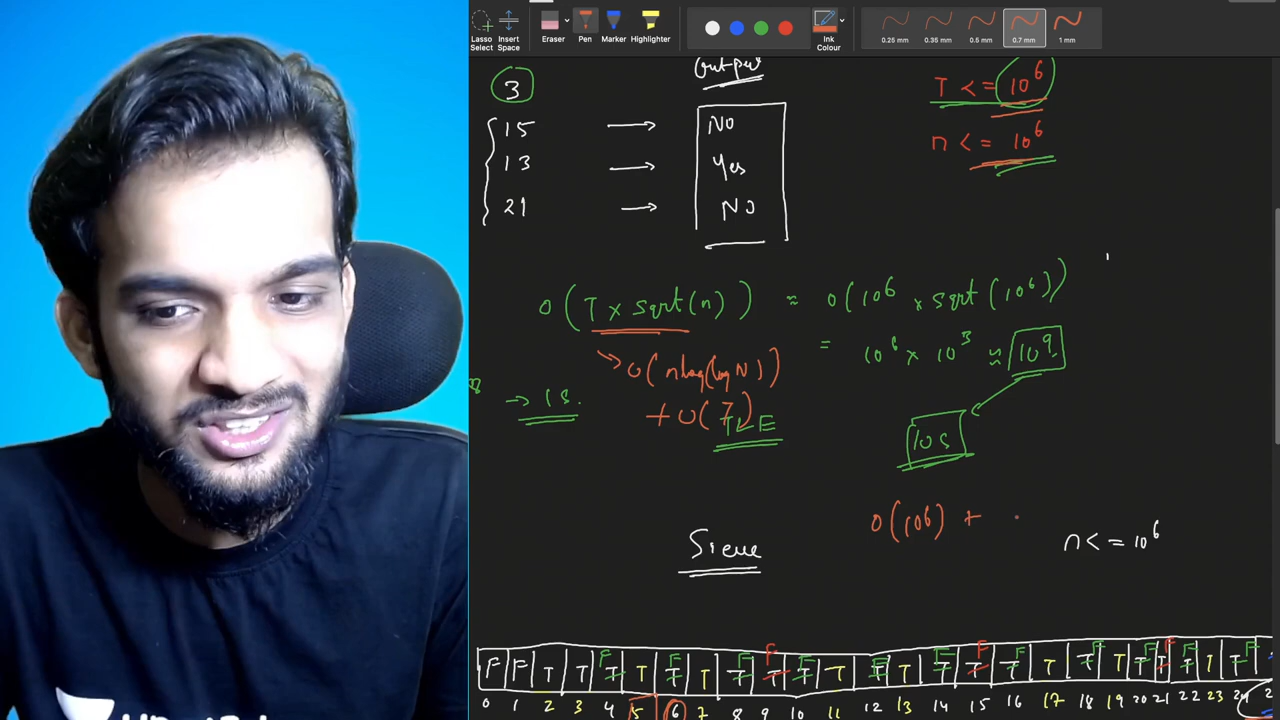 Lasso Select
Insert Space
Eraser
Pen
Marker
Highlighter
Ink Colour
0.25 mm
0.35 mm
0.5 mm
0.7 mm
1 mm
3
Output
T <= 10^6
15 → NO
n <= 10^6
13 → Yes
21 → NO
O(T x sqrt(n)) ≈ O(10^6 x sqrt(10^6))
= 10^6 x 10^3 ≈ 10^9
→ O(nlog(log N))
→ 1s.
+ O(T)
TLE
10s
O(10^6) +
n <= 10^6
Sieve
F F T T F T F T F F F T F T F F F T F T F F F T F
0 1 2 3 4 5 6 7 8 9 10 11 12 13 14 15 16 17 18 19 20 21 22 23 24